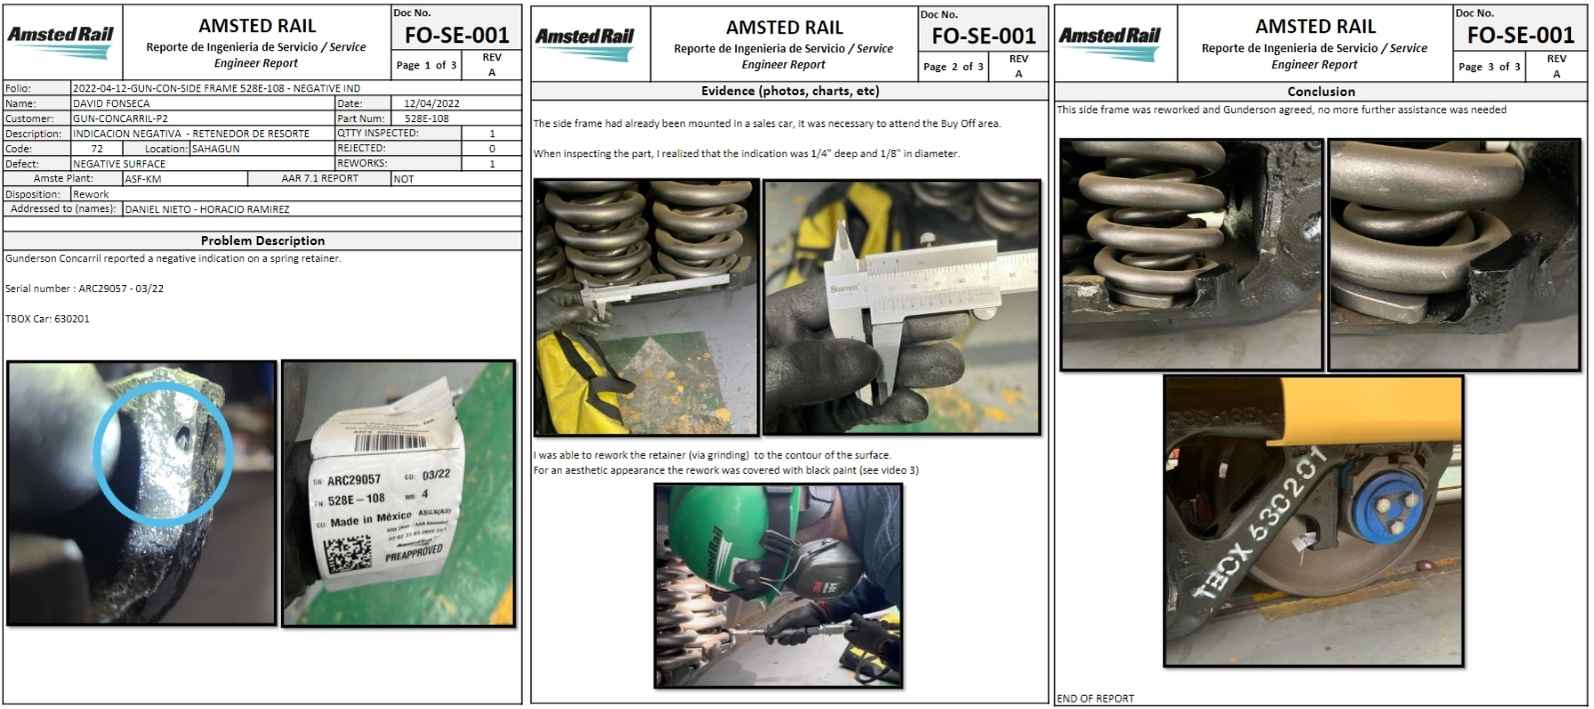 AmstedRail
AMSTED RAIL
Reporte de Ingenieria de Servicio / Service
Engineer Report
Doc No.
FO-SE-001
Page 1 of 3
REV
A
Folio: 2022-04-12-GUN-CON-SIDE FRAME 528E-108 - NEGATIVE IND
Name: DAVID FONSECA Date: 12/04/2022
Customer: GUN-CONCARRIL-P2 Part Num: 528E-108
Description: INDICACION NEGATIVA - RETENEDOR DE RESORTE QTTY INSPECTED: 1
Code: 72 Location: SAHAGUN REJECTED: 0
Defect: NEGATIVE SURFACE REWORKS: 1
Amste Plant: ASF-KM AAR 7.1 REPORT NOT
Disposition: Rework
Addressed to (names): DANIEL NIETO - HORACIO RAMIREZ
Problem Description
Gunderson Concarril reported a negative indication on a spring retainer.
Serial number : ARC29057 - 03/22
TBOX Car: 630201
SN: ARC29057 03/22
528E-108 4
Made in México
PREAPPROVED
AmstedRail
AMSTED RAIL
Reporte de Ingenieria de Servicio / Service
Engineer Report
Doc No.
FO-SE-001
Page 2 of 3
REV
A
Evidence (photos, charts, etc)
The side frame had already been mounted in a sales car, it was necessary to attend the Buy Off area.
When inspecting the part, I realized that the indication was 1/4" deep and 1/8" in diameter.
I was able to rework the retainer (via grinding) to the contour of the surface.
For an aesthetic appearance the rework was covered with black paint (see video 3)
AmstedRail
AmstedRail
AMSTED RAIL
Reporte de Ingenieria de Servicio / Service
Engineer Report
Doc No.
FO-SE-001
Page 3 of 3
REV
A
Conclusion
This side frame was reworked and Gunderson agreed, no more further assistance was needed
TBOX 630201
END OF REPORT